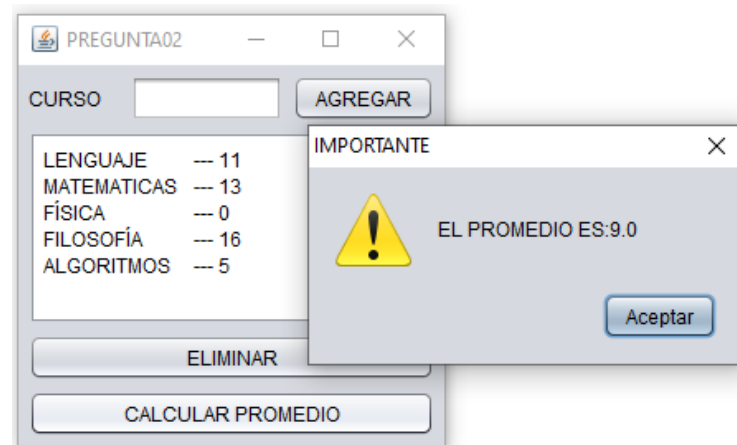 PREGUNTA02
CURSO AGREGAR
LENGUAJE --- 11
MATEMATICAS --- 13
FÍSICA --- 0
FILOSOFÍA --- 16
ALGORITMOS --- 5
ELIMINAR
CALCULAR PROMEDIO
IMPORTANTE
EL PROMEDIO ES:9.0
Aceptar